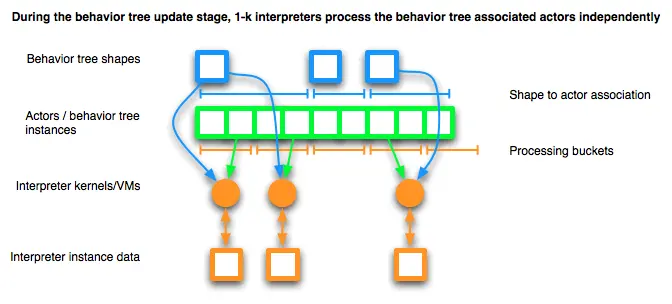 During the behavior tree update stage, 1-k interpreters process the behavior tree associated actors independently
Behavior tree shapes
Shape to actor association
Actors / behavior tree
instances
Processing buckets
Interpreter kernels/VMs
Interpreter instance data